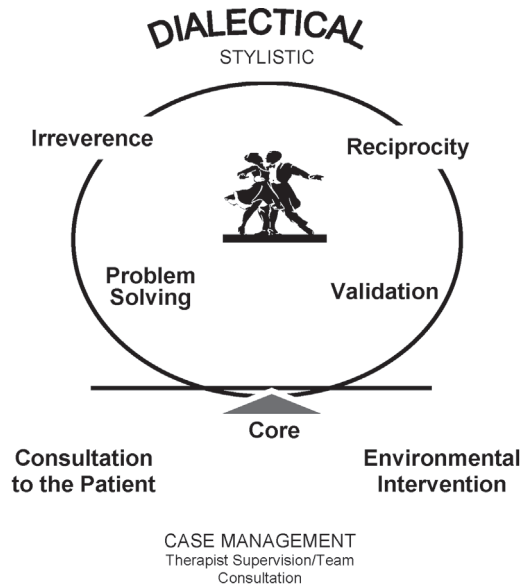 DIALECTICAL
STYLISTIC
Irreverence
Reciprocity
Problem
Solving
Validation
Core
Consultation
to the Patient
Environmental
Intervention
CASE MANAGEMENT
Therapist Supervision/Team
Consultation